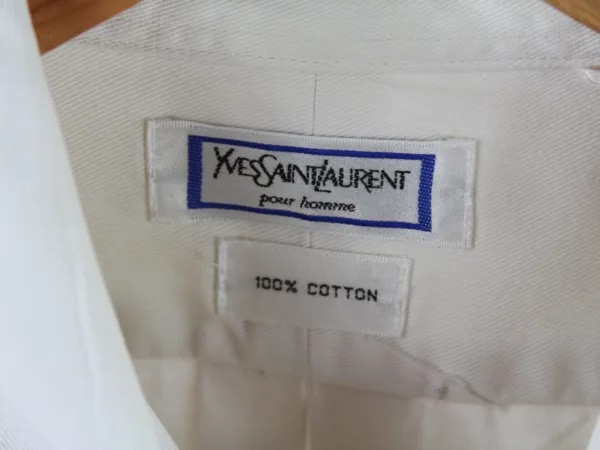 YvesSaintLaurent
pour homme
100% COTTON